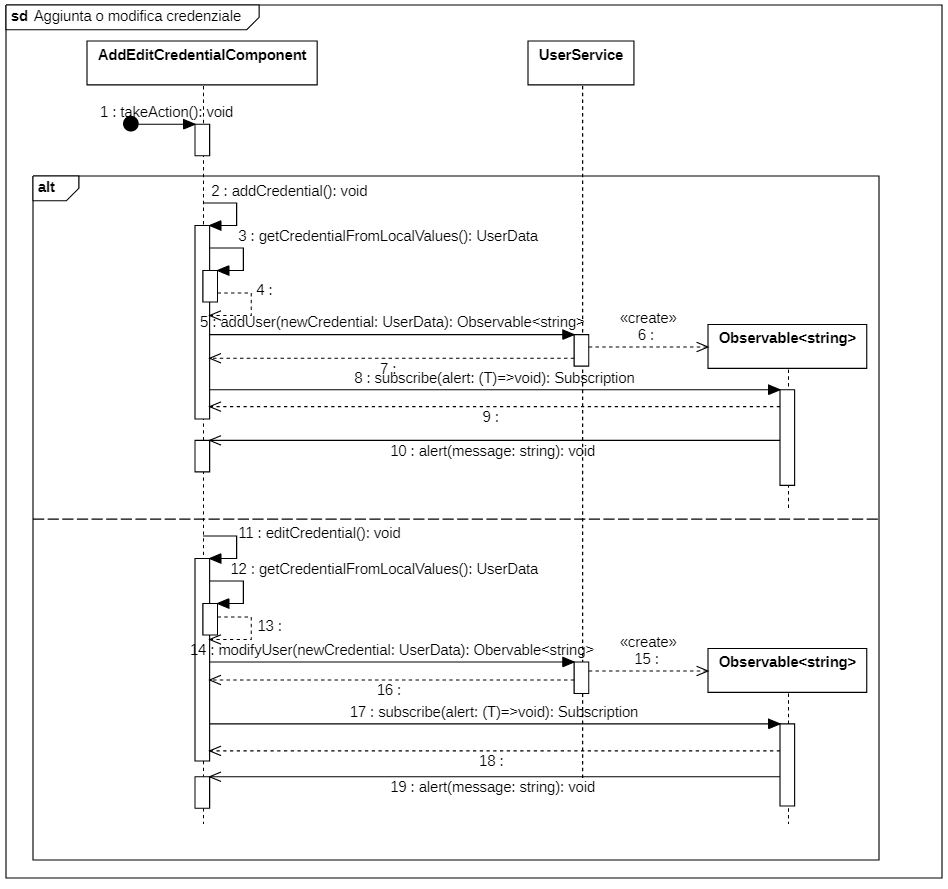 sd Aggiunta o modifica credenziale
AddEditCredentialComponent
UserService
1 : takeAction(): void
alt
2 : addCredential(): void
3 : getCredentialFromLocalValues(): UserData
4 :
5 : addUser(newCredential: UserData): Observable<string>
«create»
6 :
Observable<string>
7 :
8 : subscribe(alert: (T)=>void): Subscription
9 :
10 : alert(message: string): void
11 : editCredential(): void
12 : getCredentialFromLocalValues(): UserData
13 :
14 : modifyUser(newCredential: UserData): Obervable<string>
«create»
15 :
Observable<string>
16 :
17 : subscribe(alert: (T)=>void): Subscription
18 :
19 : alert(message: string): void